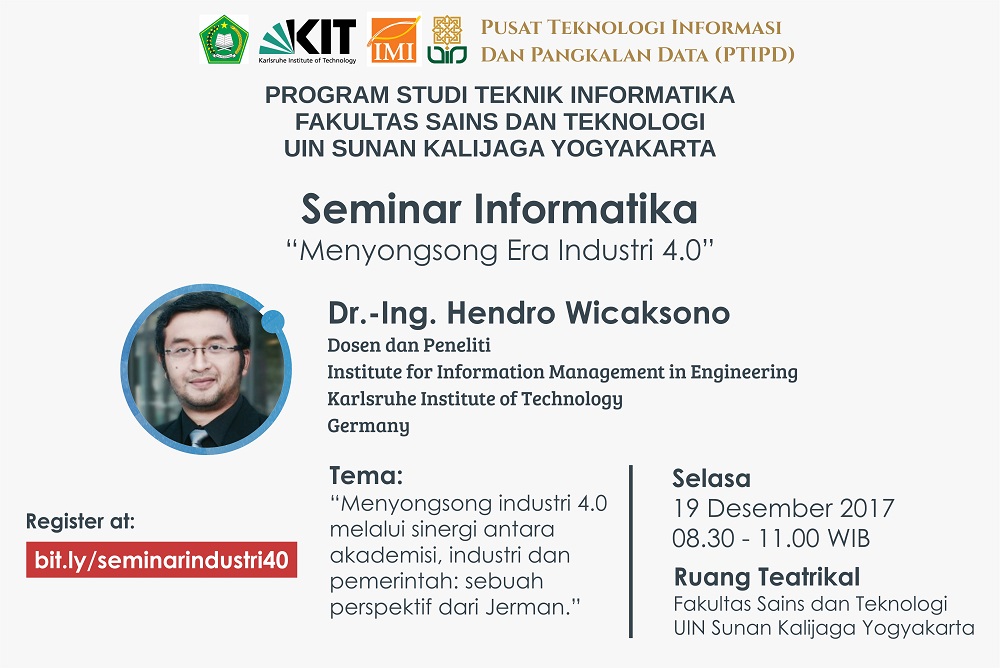 KIT
Karlsruhe Institute of Technology
IMI
uin
PUSAT TEKNOLOGI INFORMASI
DAN PANGKALAN DATA (PTIPD)
PROGRAM STUDI TEKNIK INFORMATIKA
FAKULTAS SAINS DAN TEKNOLOGI
UIN SUNAN KALIJAGA YOGYAKARTA
Seminar Informatika
“Menyongsong Era Industri 4.0”
Dr.-Ing. Hendro Wicaksono
Dosen dan Peneliti
Institute for Information Management in Engineering
Karlsruhe Institute of Technology
Germany
Register at:
bit.ly/seminarindustri40
Tema:
“Menyongsong industri 4.0
melalui sinergi antara
akademisi, industri dan
pemerintah: sebuah
perspektif dari Jerman.”
Selasa
19 Desember 2017
08.30 - 11.00 WIB
Ruang Teatrikal
Fakultas Sains dan Teknologi
UIN Sunan Kalijaga Yogyakarta